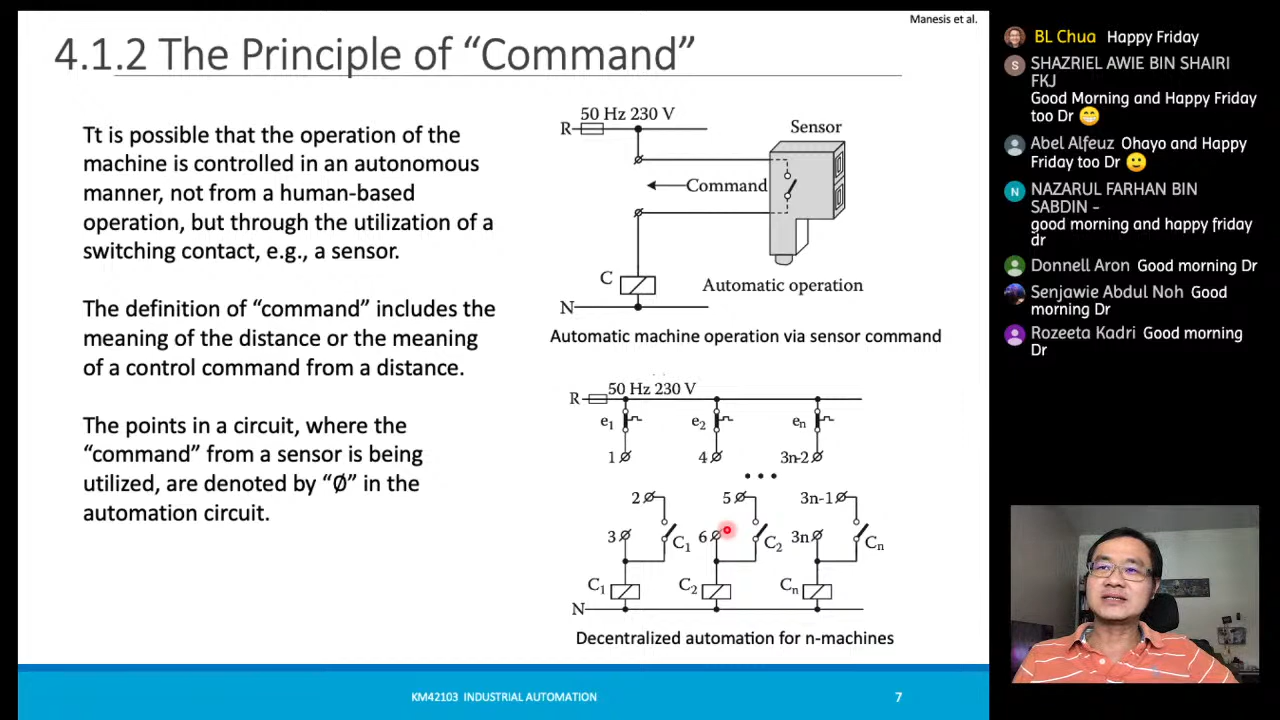 Manesis et al.
4.1.2 The Principle of “Command”
Tt is possible that the operation of the
machine is controlled in an autonomous
manner, not from a human-based
operation, but through the utilization of a
switching contact, e.g., a sensor.
The definition of “command” includes the
meaning of the distance or the meaning
of a control command from a distance.
The points in a circuit, where the
“command” from a sensor is being
utilized, are denoted by “Ø” in the
automation circuit.
50 Hz 230 V
R
Sensor
Command
C
Automatic operation
N
Automatic machine operation via sensor command
50 Hz 230 V
R
e1 e2 en
1 4 3n-2
• • •
2 5 3n-1
3 C1 6 C2 3n Cn
C1 C2 Cn
N
Decentralized automation for n-machines
KM42103 INDUSTRIAL AUTOMATION
7
BL Chua Happy Friday
S SHAZRIEL AWIE BIN SHAIRI
FKJ
Good Morning and Happy Friday
too Dr 😁
Abel Alfeuz Ohayo and Happy
Friday too Dr 🙂
N NAZARUL FARHAN BIN
SABDIN -
good morning and happy friday
dr
Donnell Aron Good morning Dr
Senjawie Abdul Noh Good
morning Dr
Rozeeta Kadri Good morning
Dr